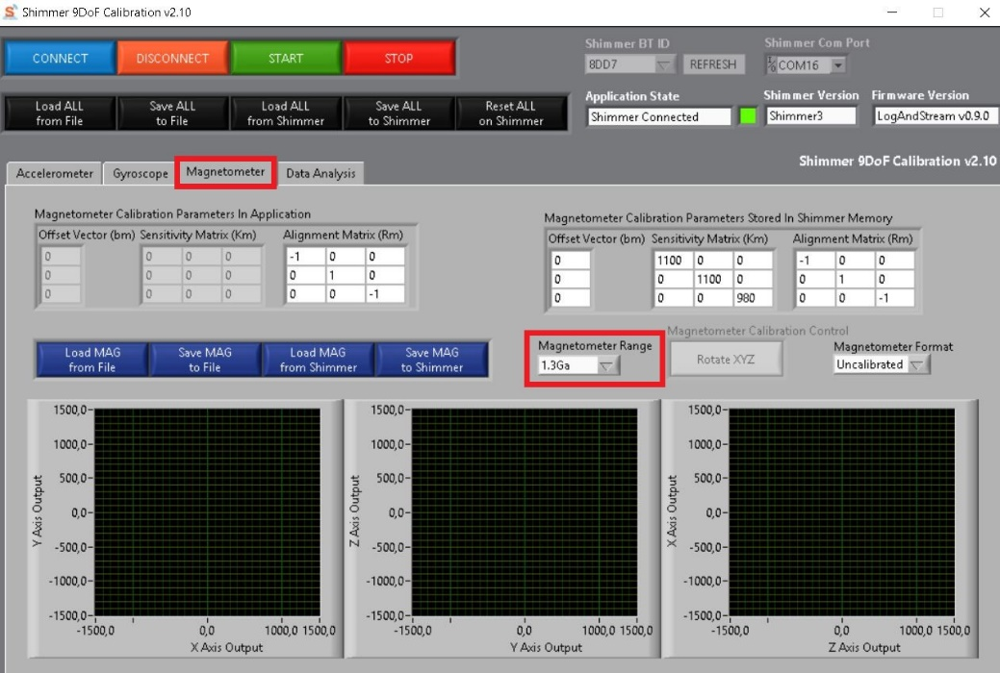 Shimmer 9DoF Calibration v2.10
CONNECT DISCONNECT START STOP
Shimmer BT ID Shimmer Com Port
8DD7 REFRESH COM16
Load ALL from File Save ALL to File Load ALL from Shimmer Save ALL to Shimmer Reset ALL on Shimmer
Application State Shimmer Version Firmware Version
Shimmer Connected Shimmer3 LogAndStream v0.9.0
Shimmer 9DoF Calibration v2.10
Accelerometer Gyroscope Magnetometer Data Analysis
Magnetometer Calibration Parameters In Application
Offset Vector (bm) Sensitivity Matrix (Km) Alignment Matrix (Rm)
0 0 0 0 -1 0 0
0 0 0 0 0 1 0
0 0 0 0 0 0 -1
Magnetometer Calibration Parameters Stored In Shimmer Memory
Offset Vector (bm) Sensitivity Matrix (Km) Alignment Matrix (Rm)
0 1100 0 0 -1 0 0
0 0 1100 0 0 1 0
0 0 0 980 0 0 -1
Load MAG from File Save MAG to File Load MAG from Shimmer Save MAG to Shimmer
Magnetometer Range
1.3Ga
Magnetometer Calibration Control
Rotate XYZ
Magnetometer Format
Uncalibrated
Y Axis Output
1500,0
1000,0
500,0
0,0
-500,0
-1000,0
-1500,0
-1500,0 0,0 1000,0 1500,0
X Axis Output
Z Axis Output
1500,0
1000,0
500,0
0,0
-500,0
-1000,0
-1500,0
-1500,0 0,0 1000,0 1500,0
Y Axis Output
X Axis Output
1500,0
1000,0
500,0
0,0
-500,0
-1000,0
-1500,0
-1500,0 0,0 1000,0 1500,0
Z Axis Output